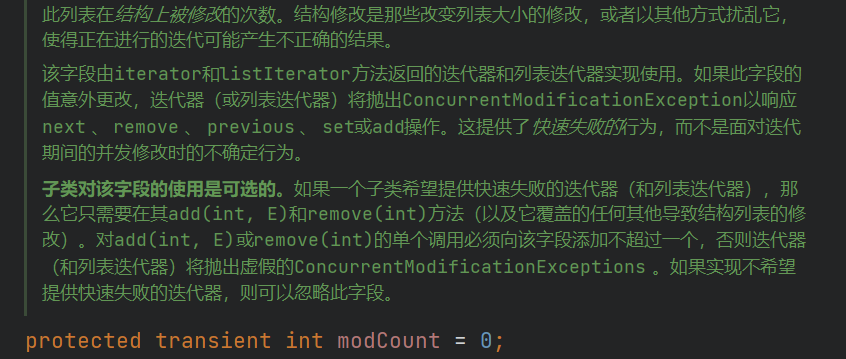 此列表在结构上被修改的次数。结构修改是那些改变列表大小的修改，或者以其他方式扰乱它，
使得正在进行的迭代可能产生不正确的结果。
该字段由iterator和listIterator方法返回的迭代器和列表迭代器实现使用。如果此字段的
值意外更改，迭代器（或列表迭代器）将抛出ConcurrentModificationException以响应
next 、 remove 、 previous 、 set或add操作。这提供了快速失败的行为，而不是面对迭代
期间的并发修改时的不确定行为。
子类对该字段的使用是可选的。如果一个子类希望提供快速失败的迭代器（和列表迭代器），那
么它只需要在其add(int, E)和remove(int)方法（以及它覆盖的任何其他导致结构列表的修
改）。对add(int, E)或remove(int)的单个调用必须向该字段添加不超过一个，否则迭代器
（和列表迭代器）将抛出虚假的ConcurrentModificationExceptions 。如果实现不希望
提供快速失败的迭代器，则可以忽略此字段。
protected transient int modCount = 0;